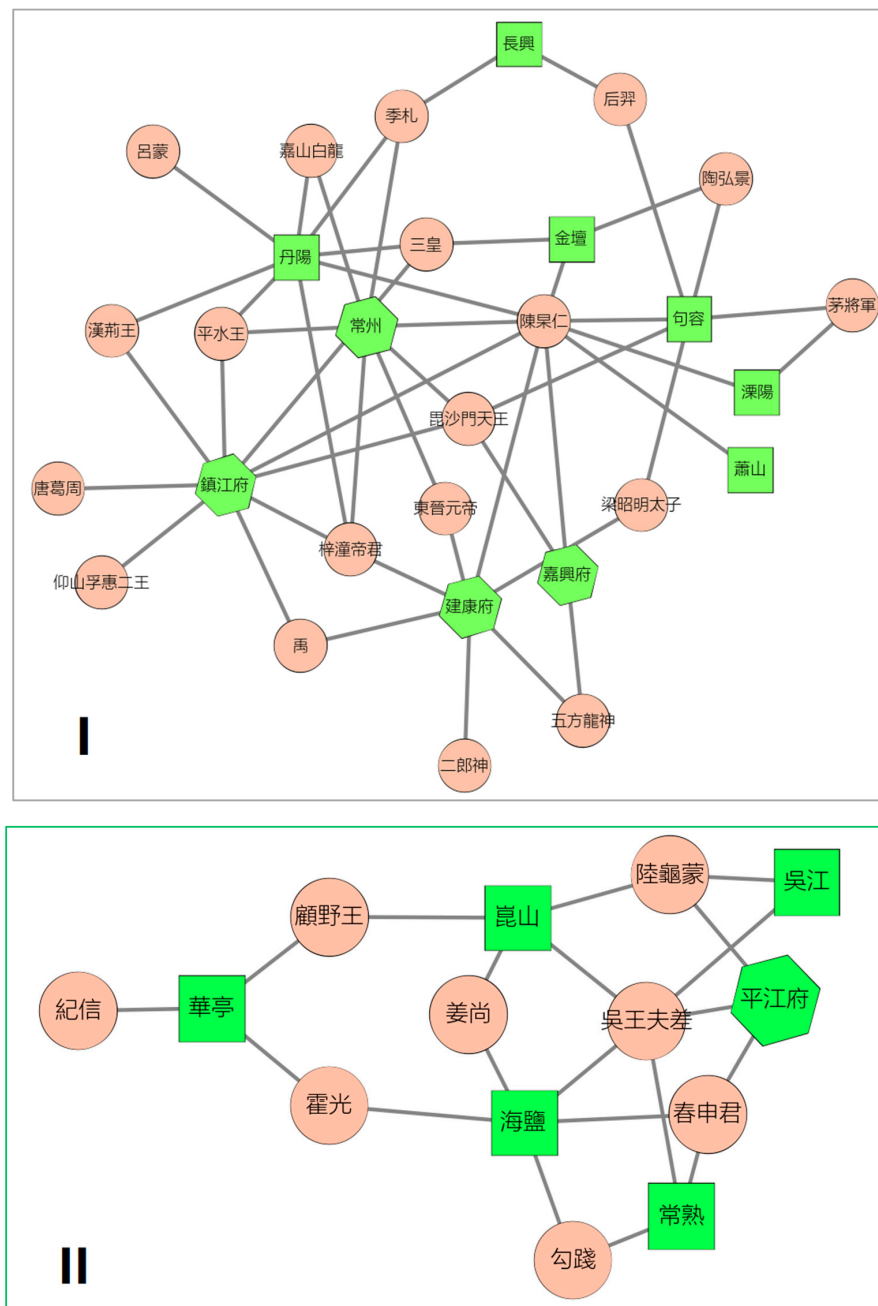 長興
季札
后羿
呂蒙
嘉山白龍
陶弘景
丹陽
三皇
金壇
漢荊王
平水王
常州
陳杲仁
句容
茅將軍
溧陽
毘沙門天王
蕭山
唐葛周
鎮江府
東晉元帝
梁昭明太子
梓潼帝君
仰山孚惠二王
嘉興府
建康府
禹
五方龍神
二郎神
I
陸龜蒙
吳江
顧野王
崑山
平江府
紀信
華亭
姜尚
吳王夫差
霍光
海鹽
春申君
常熟
勾踐
II